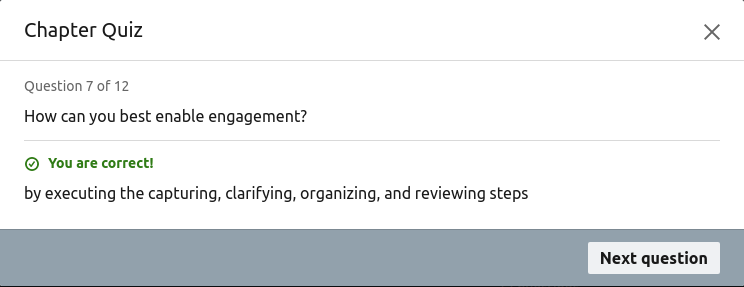 Chapter Quiz
Question 7 of 12
How can you best enable engagement?
You are correct!
by executing the capturing, clarifying, organizing, and reviewing steps
Next question